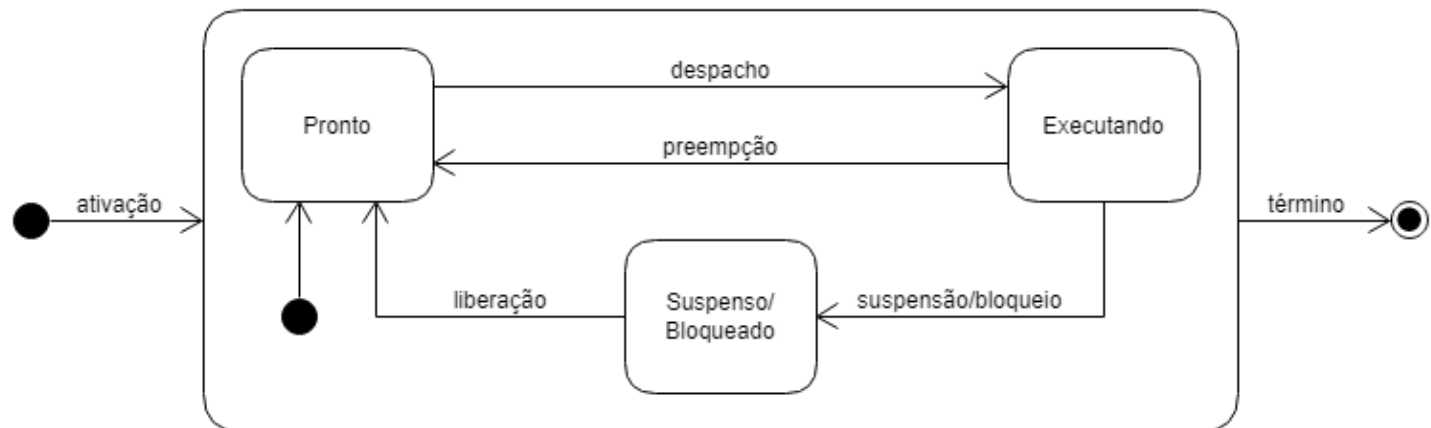 despacho
Pronto
Executando
preempção
ativação
término
liberação
Suspenso/
Bloqueado
suspensão/bloqueio